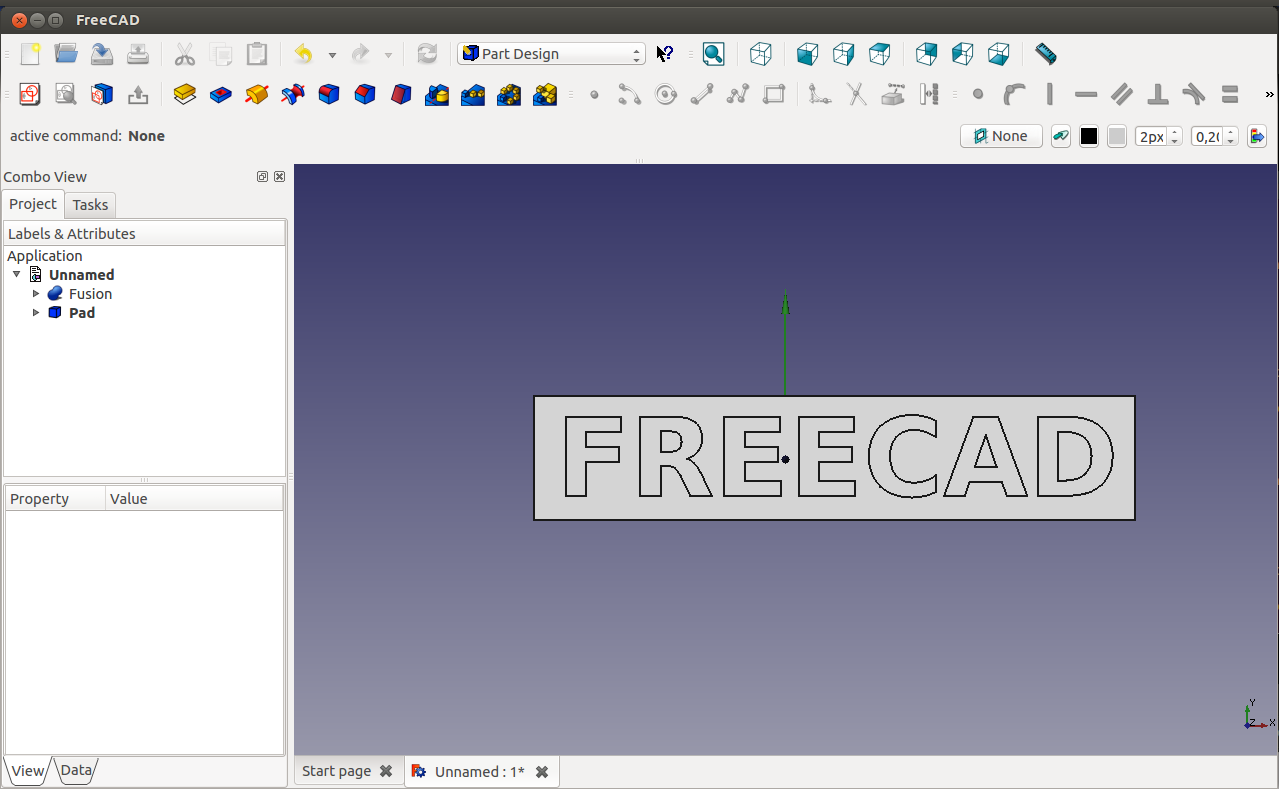 FreeCAD
Part Design
active command: None
None
2px
0,20
Combo View
Project
Tasks
Labels & Attributes
Application
Unnamed
Fusion
Pad
FREECAD
Property
Value
Y
Z
X
View
Data
Start page
Unnamed : 1*